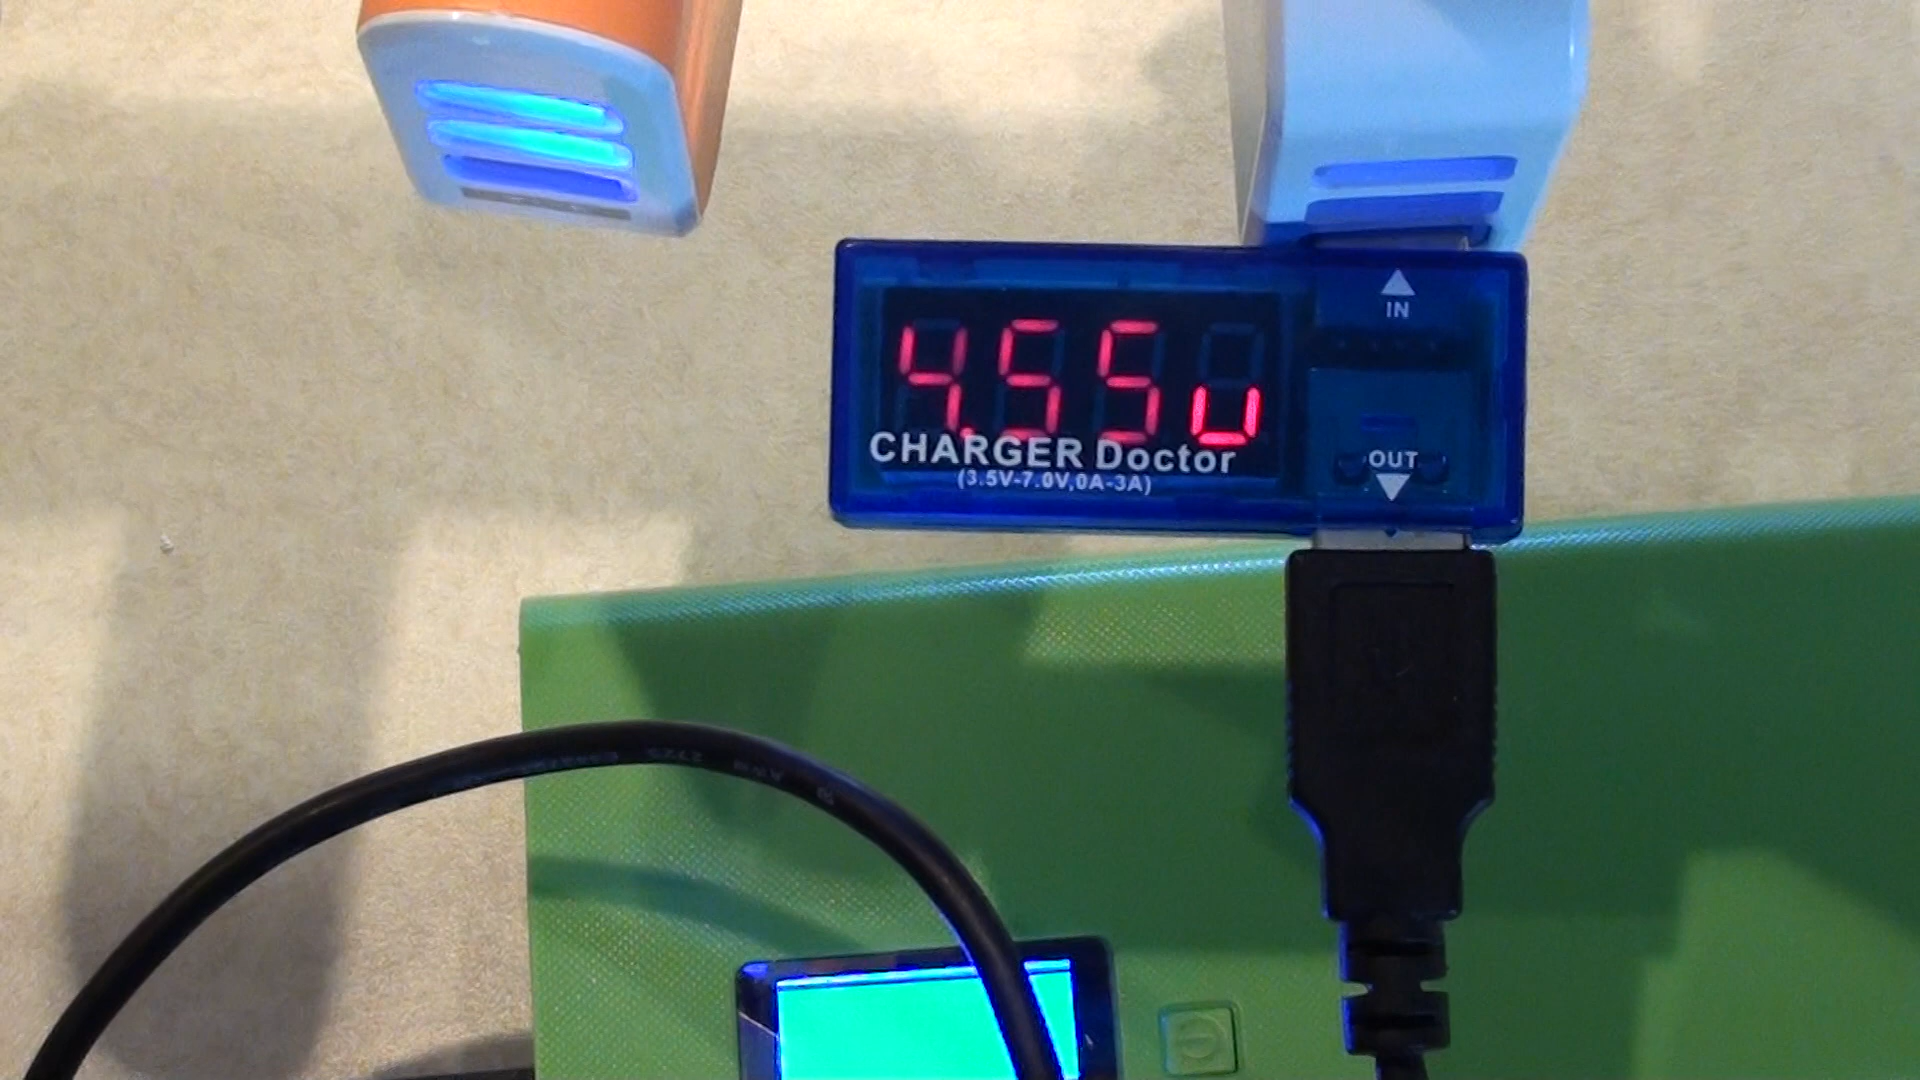 IN
4.55u
OUT
CHARGER Doctor
(3.5V-7.0V,0A-3A)